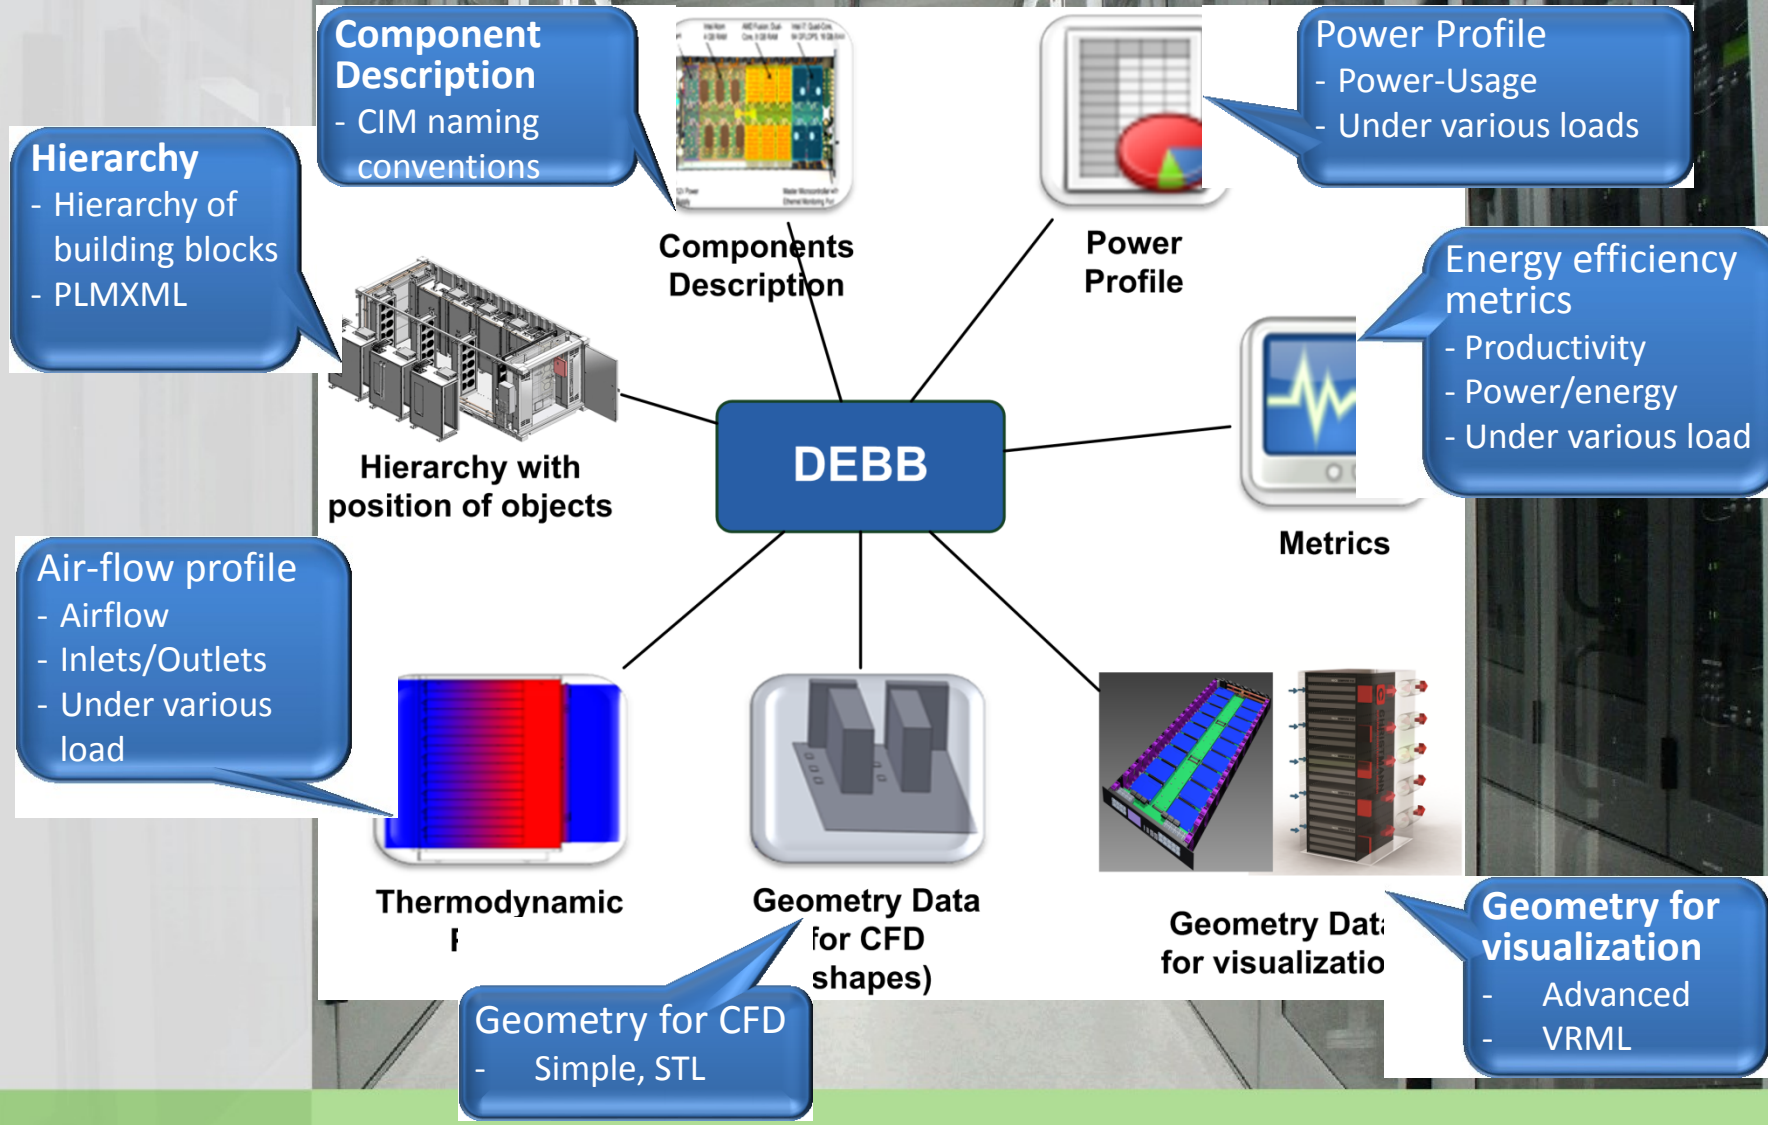 Component
Description
- CIM naming
conventions
Power Profile
- Power-Usage
- Under various loads
Hierarchy
- Hierarchy of
building blocks
- PLMXML
Components
Description
Power
Profile
Energy efficiency
metrics
- Productivity
- Power/energy
- Under various load
Hierarchy with
position of objects
DEBB
Metrics
Air-flow profile
- Airflow
- Inlets/Outlets
- Under various
load
CHRISTMANN
Thermodynamic
Geometry Data
for CFD
shapes)
Geometry Data
for visualizatio
Geometry for CFD
- Simple, STL
Geometry for
visualization
- Advanced
- VRML